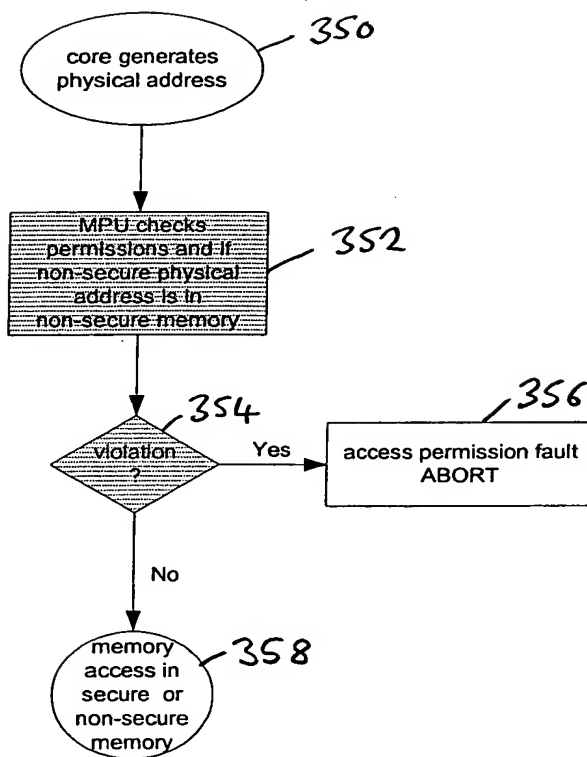 350
core generates
physical address
352
MPU checks
permissions and if
non-secure physical
address is in
non-secure memory
354
violation
?
Yes
356
access permission fault
ABORT
No
358
memory
access in
secure or
non-secure
memory